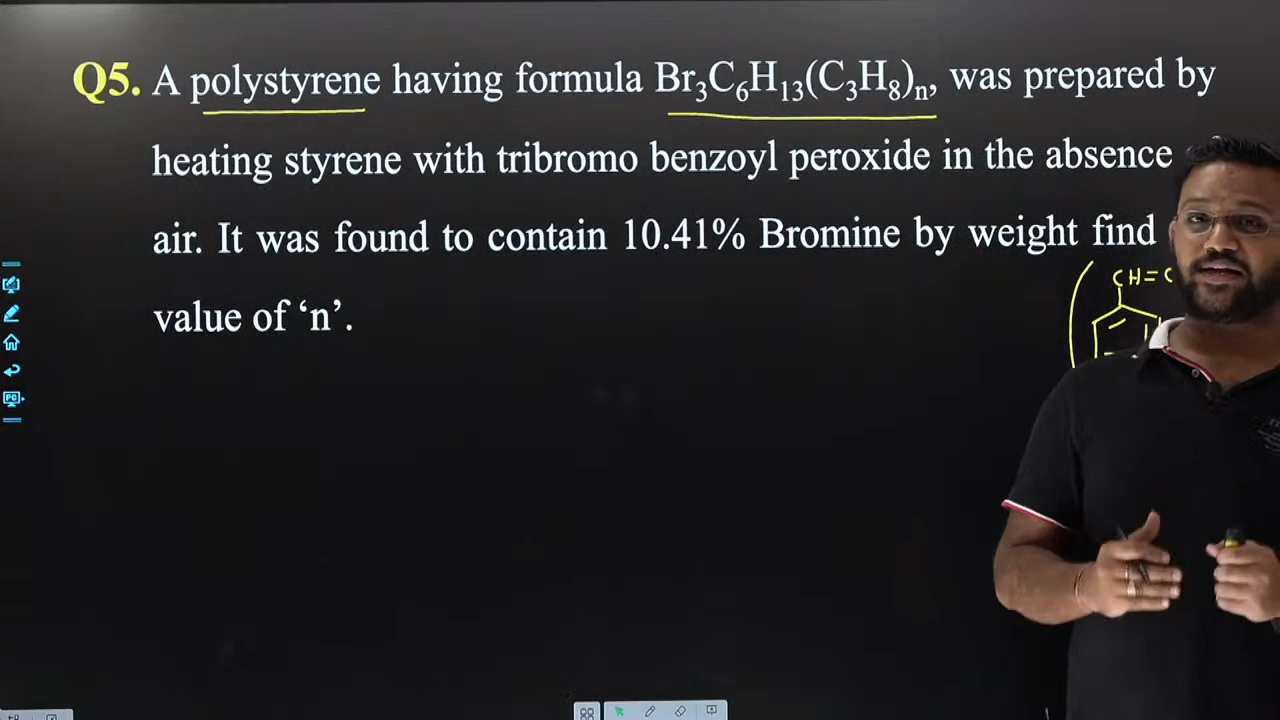 Q5. A polystyrene having formula Br₃C₆H₁₃(C₃H₈)ₙ, was prepared by
heating styrene with tribromo benzoyl peroxide in the absence
air. It was found to contain 10.41% Bromine by weight find
CH=C
value of ‘n’.